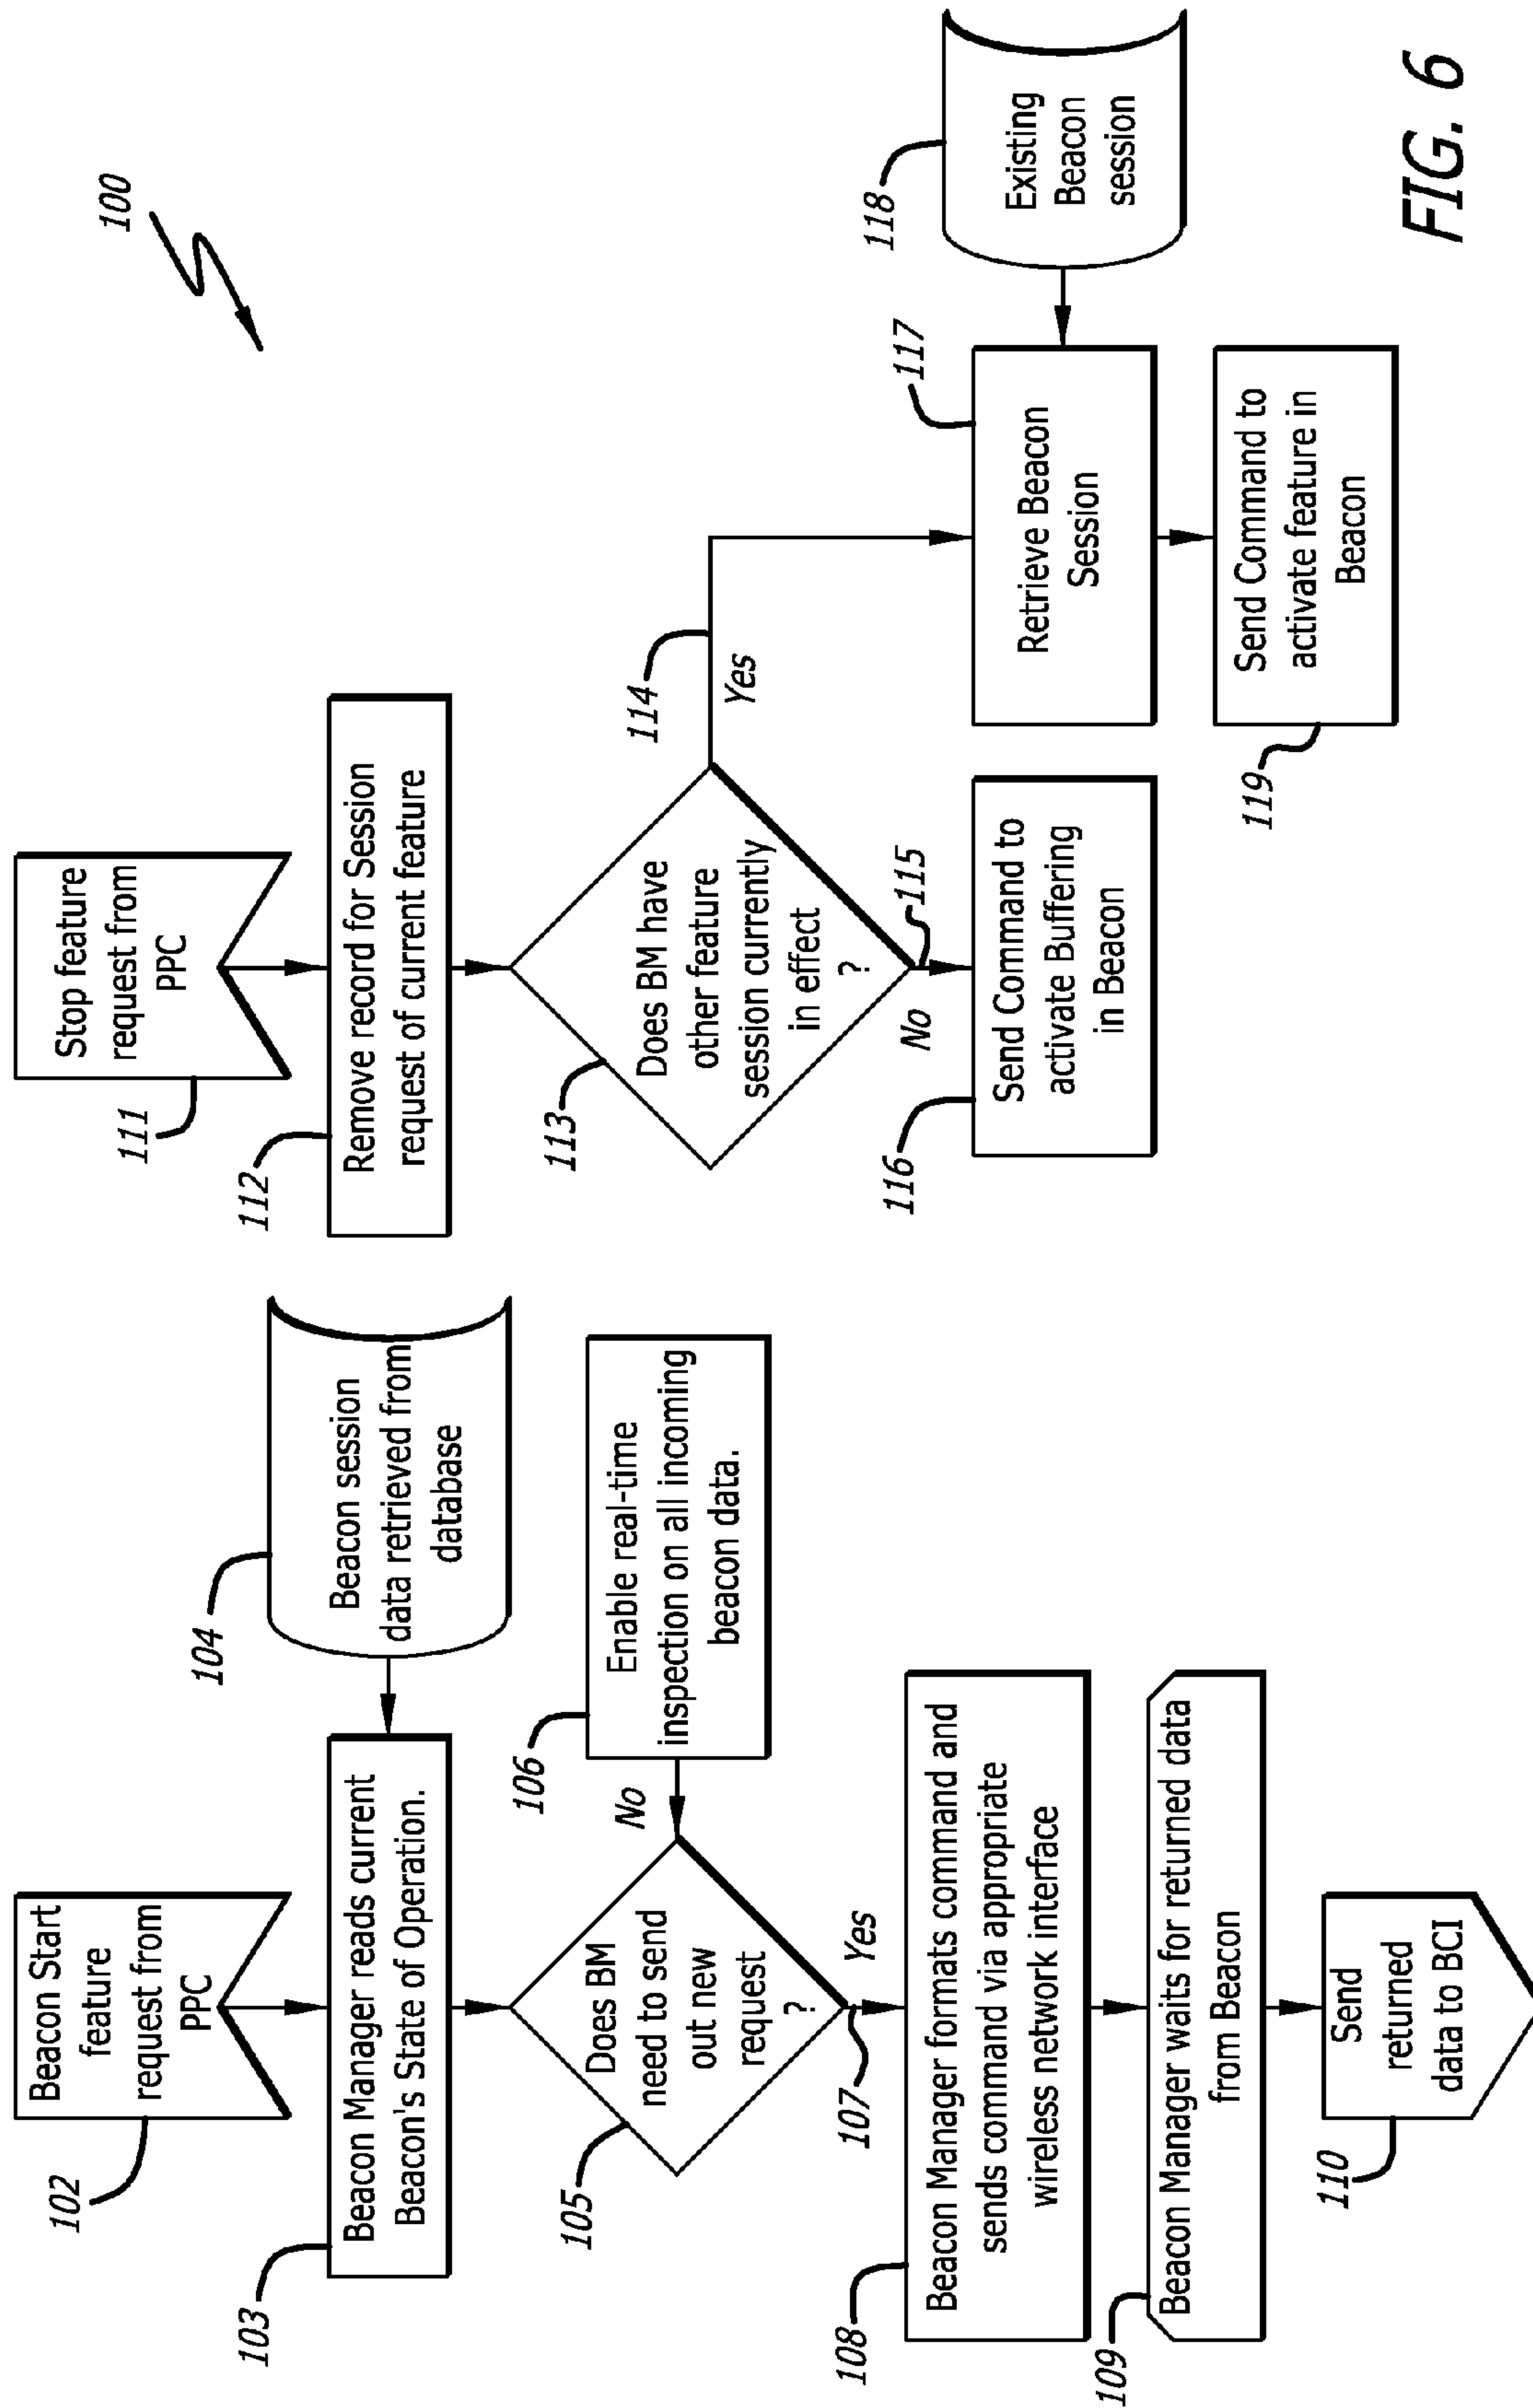 100
102
Beacon Start
feature
request from
PPC
103
Beacon Manager reads current
Beacon's State of Operation.
104
Beacon session
data retrieved from
database
105
Does BM
need to send
out new
request
?
No
106
Enable real-time
inspection on all incoming
beacon data.
107
Yes
108
Beacon Manager formats command and
sends command via appropriate
wireless network interface
109
Beacon Manager waits for returned data
from Beacon
110
Send
returned
data to BCI
111
Stop feature
request from
PPC
112
Remove record for Session
request of current feature
113
Does BM have
other feature
session currently
in effect
?
114
Yes
No
115
116
Send Command to
activate Buffering
in Beacon
117
Retrieve Beacon
Session
118
Existing
Beacon
session
119
Send Command to
activate feature in
Beacon
FIG. 6